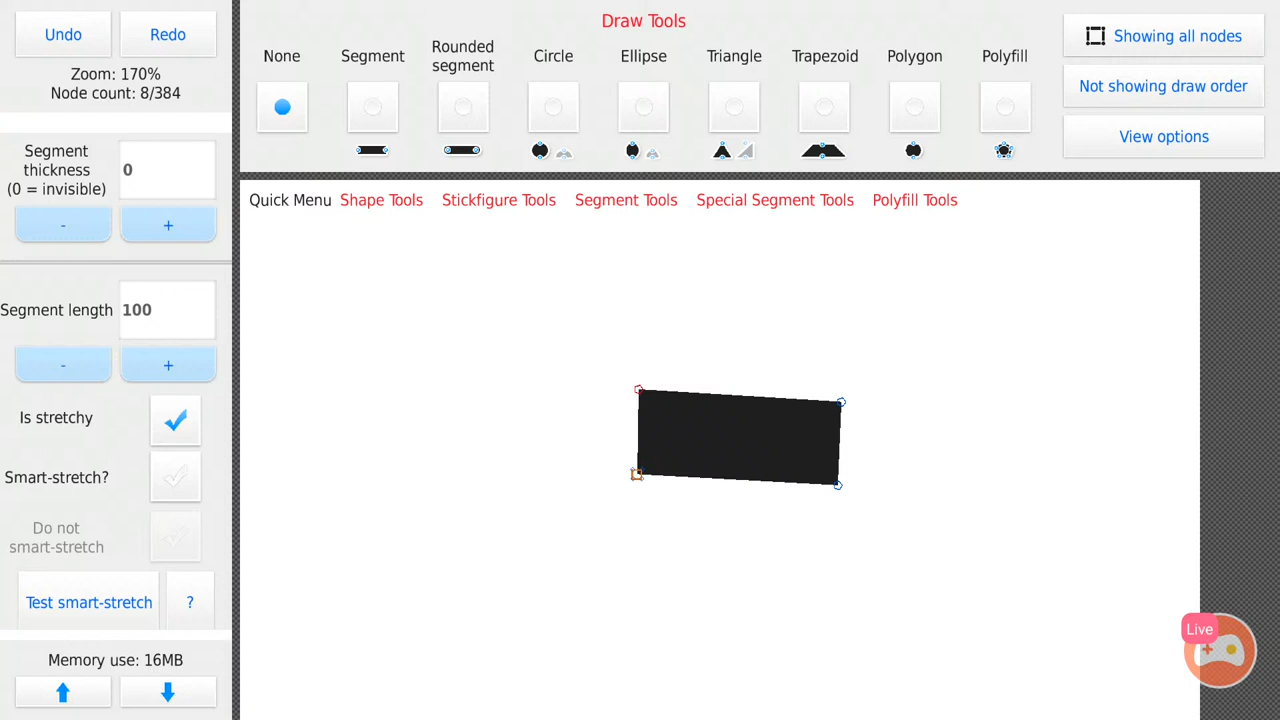 Undo
Redo
Zoom: 170%
Node count: 8/384
Segment
thickness
(0 = invisible)
0
-
+
Segment length
100
-
+
Is stretchy
Smart-stretch?
Do not
smart-stretch
Test smart-stretch
?
Memory use: 16MB
Draw Tools
None
Segment
Rounded
segment
Circle
Ellipse
Triangle
Trapezoid
Polygon
Polyfill
Showing all nodes
Not showing draw order
View options
Quick Menu
Shape Tools
Stickfigure Tools
Segment Tools
Special Segment Tools
Polyfill Tools
Live